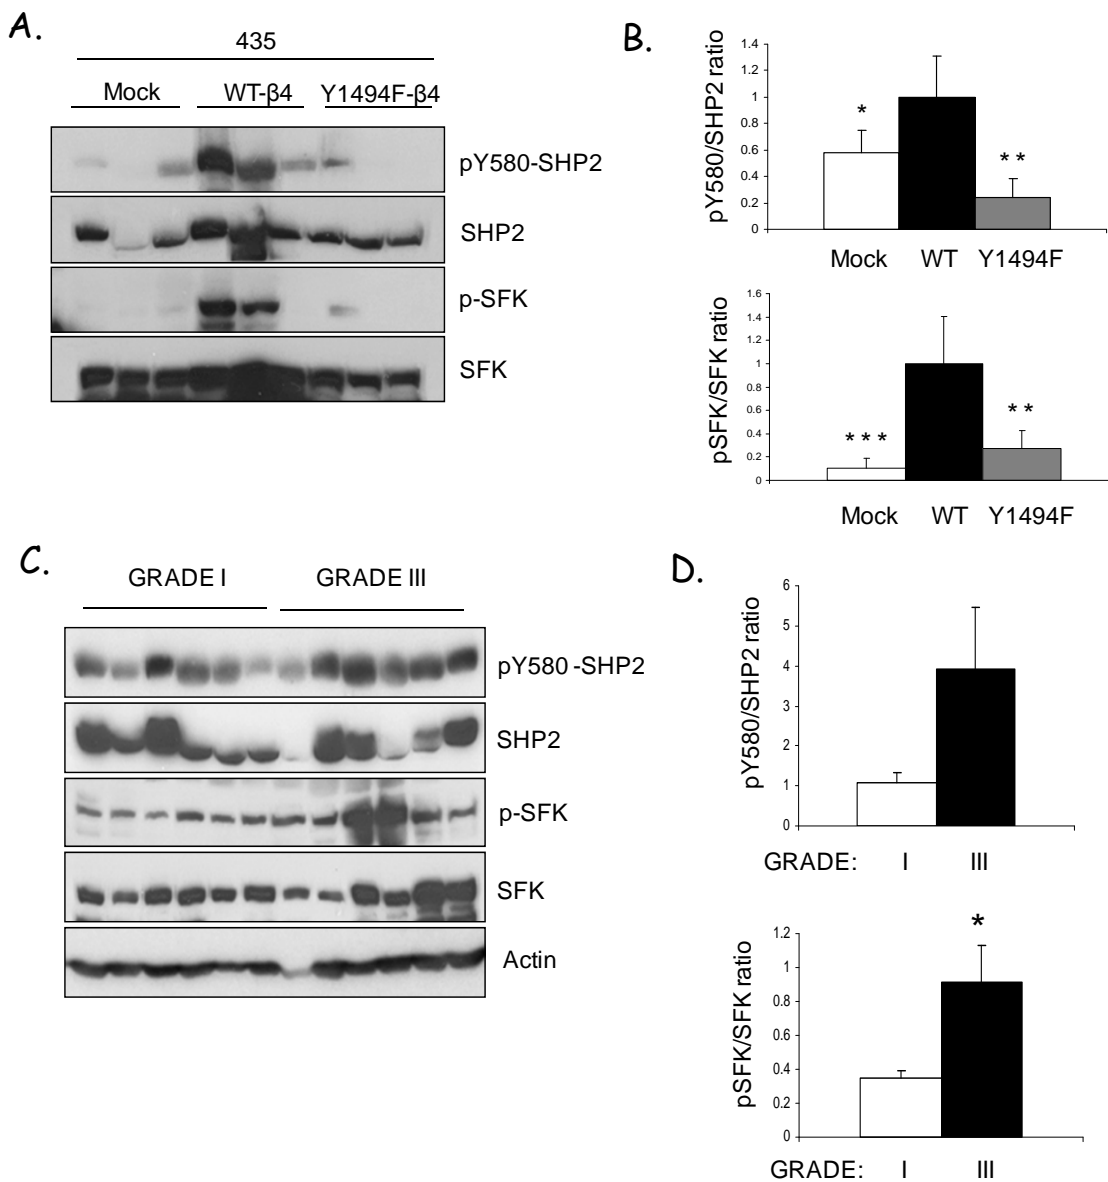 A.
435
Mock WT-β4 Y1494F-β4
pY580-SHP2
SHP2
p-SFK
SFK
B.
pY580/SHP2 ratio
1.4
1.2
1
0.8
0.6
0.4
0.2
0
*
**
Mock WT Y1494F
pSFK/SFK ratio
1.6
1.4
1.2
1
0.8
0.6
0.4
0.2
0
***
**
Mock WT Y1494F
C.
GRADE I GRADE III
pY580 -SHP2
SHP2
p-SFK
SFK
Actin
D.
pY580/SHP2 ratio
6
5
4
3
2
1
0
GRADE: I III
pSFK/SFK ratio
1.2
1
0.8
0.6
0.4
0.2
0
*
GRADE: I III